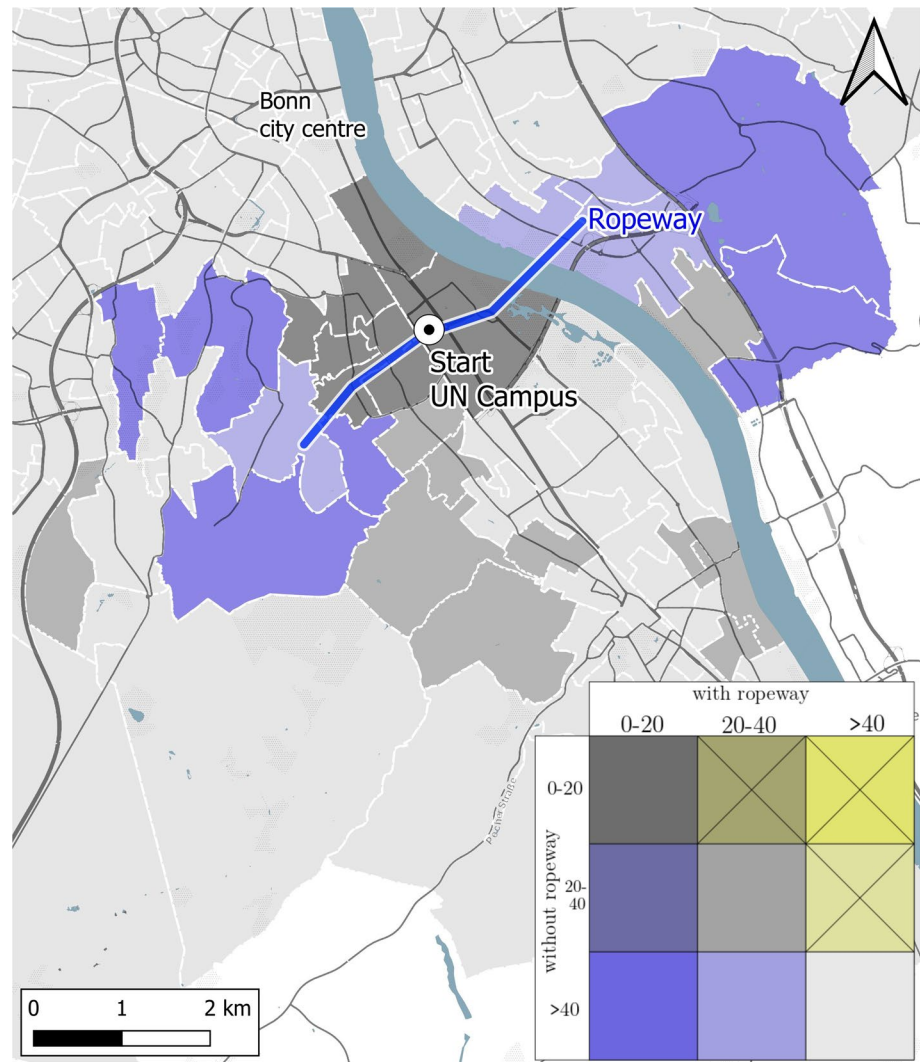 Bonn
city centre
Ropeway
Start
UN Campus
with ropeway
0-20
20-40
>40
without ropeway
0-20
20-
40
>40
0
1
2 km